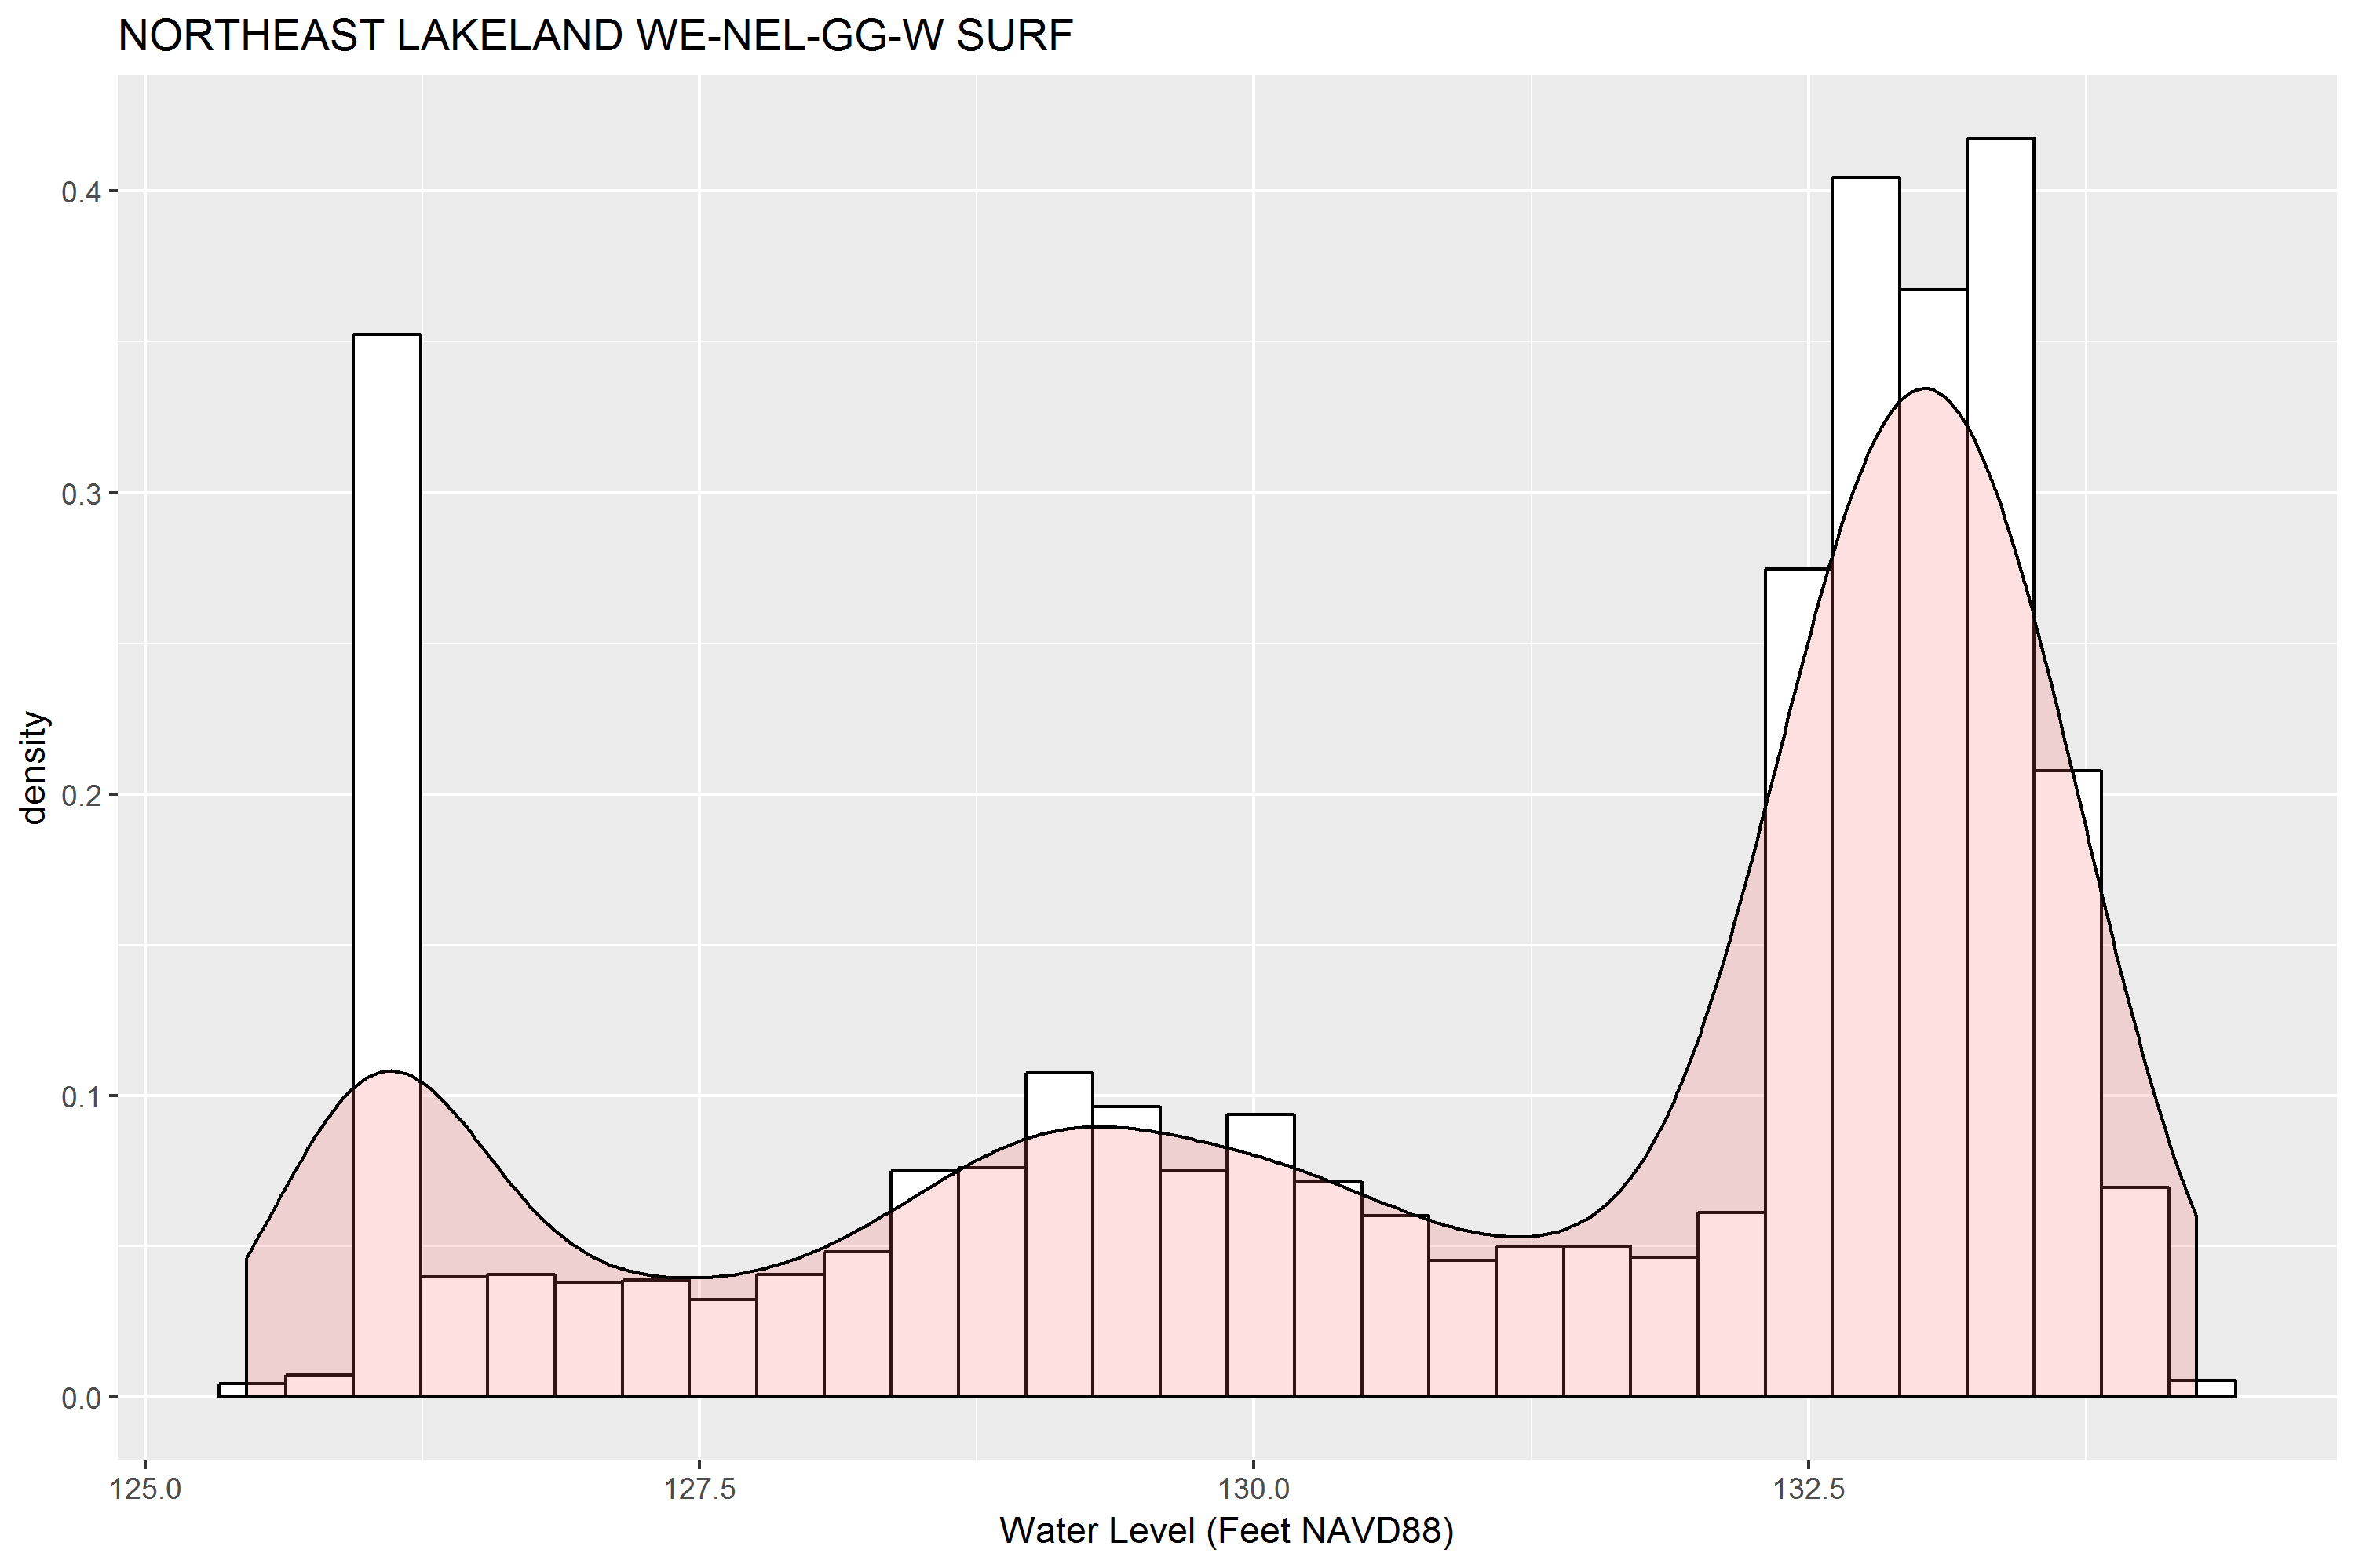 NORTHEAST LAKELAND WE-NEL-GG-W SURF
0.4
0.3
0.2
0.1
0.0
density
125.0 127.5 130.0 132.5
Water Level (Feet NAVD88)